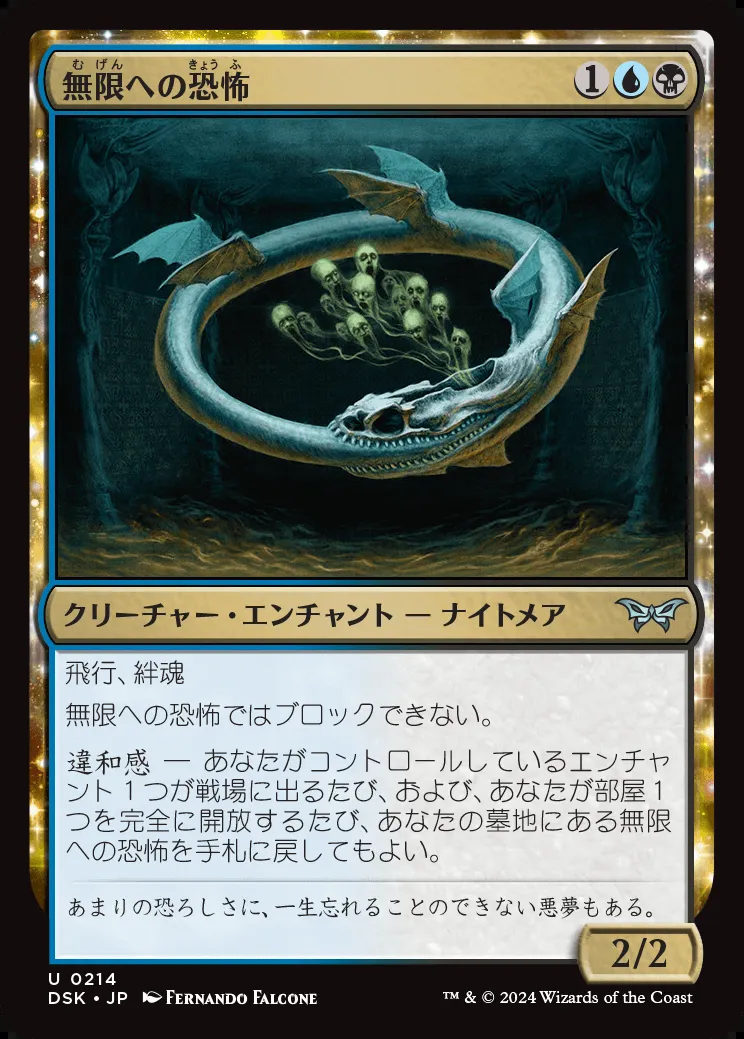 無限への恐怖
1
クリーチャー・エンチャント — ナイトメア
飛行、絆魂
無限への恐怖ではブロックできない。
違和感 — あなたがコントロールしているエンチャ
ント1つが戦場に出るたび、および、あなたが部屋1
つを完全に開放するたび、あなたの墓地にある無限
への恐怖を手札に戻してもよい。
あまりの恐ろしさに、一生忘れることのできない悪夢もある。
2/2
U 0214
DSK • JP FERNANDO FALCONE
™ & © 2024 Wizards of the Coast